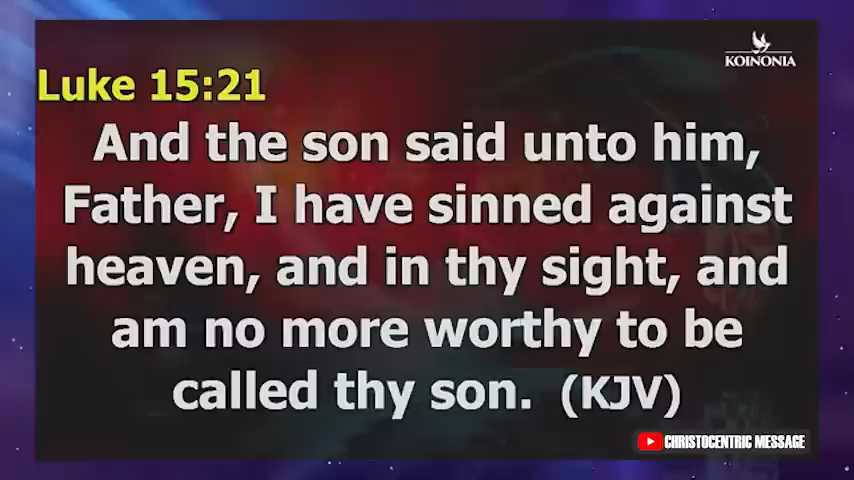 KOINONIA
Luke 15:21
And the son said unto him,
Father, I have sinned against
heaven, and in thy sight, and
am no more worthy to be
called thy son. (KJV)
CHRISTOCENTRIC MESSAGE